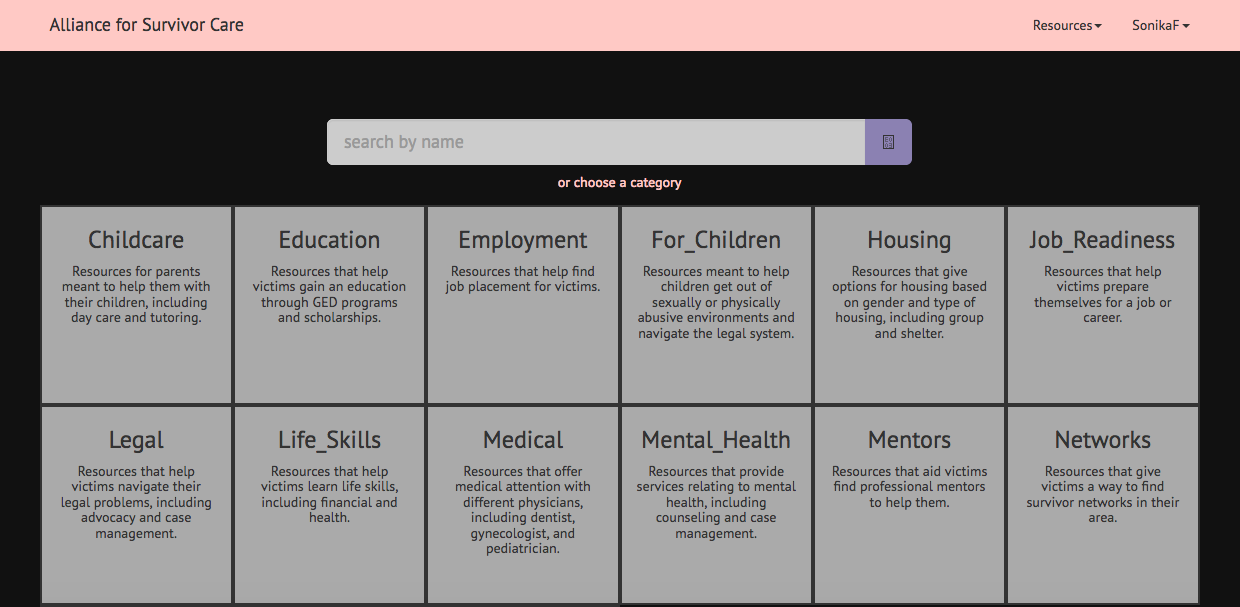 Alliance for Survivor Care
Resources
SonikaF
search by name
or choose a category
Childcare
Resources for parents
meant to help them with
their children, including
day care and tutoring.
Education
Resources that help
victims gain an education
through GED programs
and scholarships.
Employment
Resources that help find
job placement for victims.
For_Children
Resources meant to help
children get out of
sexually or physically
abusive environments and
navigate the legal system.
Housing
Resources that give
options for housing based
on gender and type of
housing, including group
and shelter.
Job_Readiness
Resources that help
victims prepare
themselves for a job or
career.
Legal
Resources that help
victims navigate their
legal problems, including
advocacy and case
management.
Life_Skills
Resources that help
victims learn life skills,
including financial and
health.
Medical
Resources that offer
medical attention with
different physicians,
including dentist,
gynecologist, and
pediatrician.
Mental_Health
Resources that provide
services relating to mental
health, including
counseling and case
management.
Mentors
Resources that aid victims
find professional mentors
to help them.
Networks
Resources that give
victims a way to find
survivor networks in their
area.